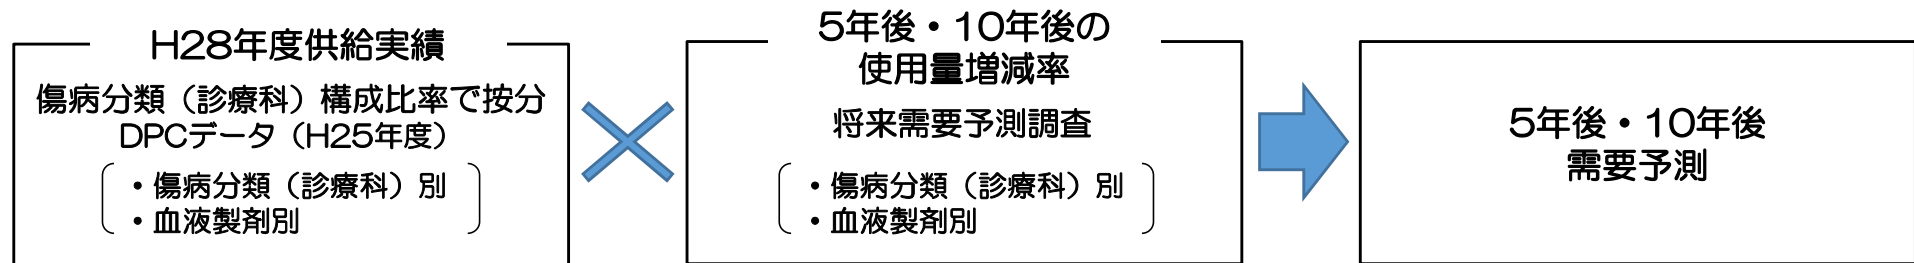 H28年度供給実績
傷病分類（診療科）構成比率で按分
DPCデータ（H25年度）
・傷病分類（診療科）別
・血液製剤別
5年後・10年後の
使用量増減率
将来需要予測調査
・傷病分類（診療科）別
・血液製剤別
5年後・10年後
需要予測